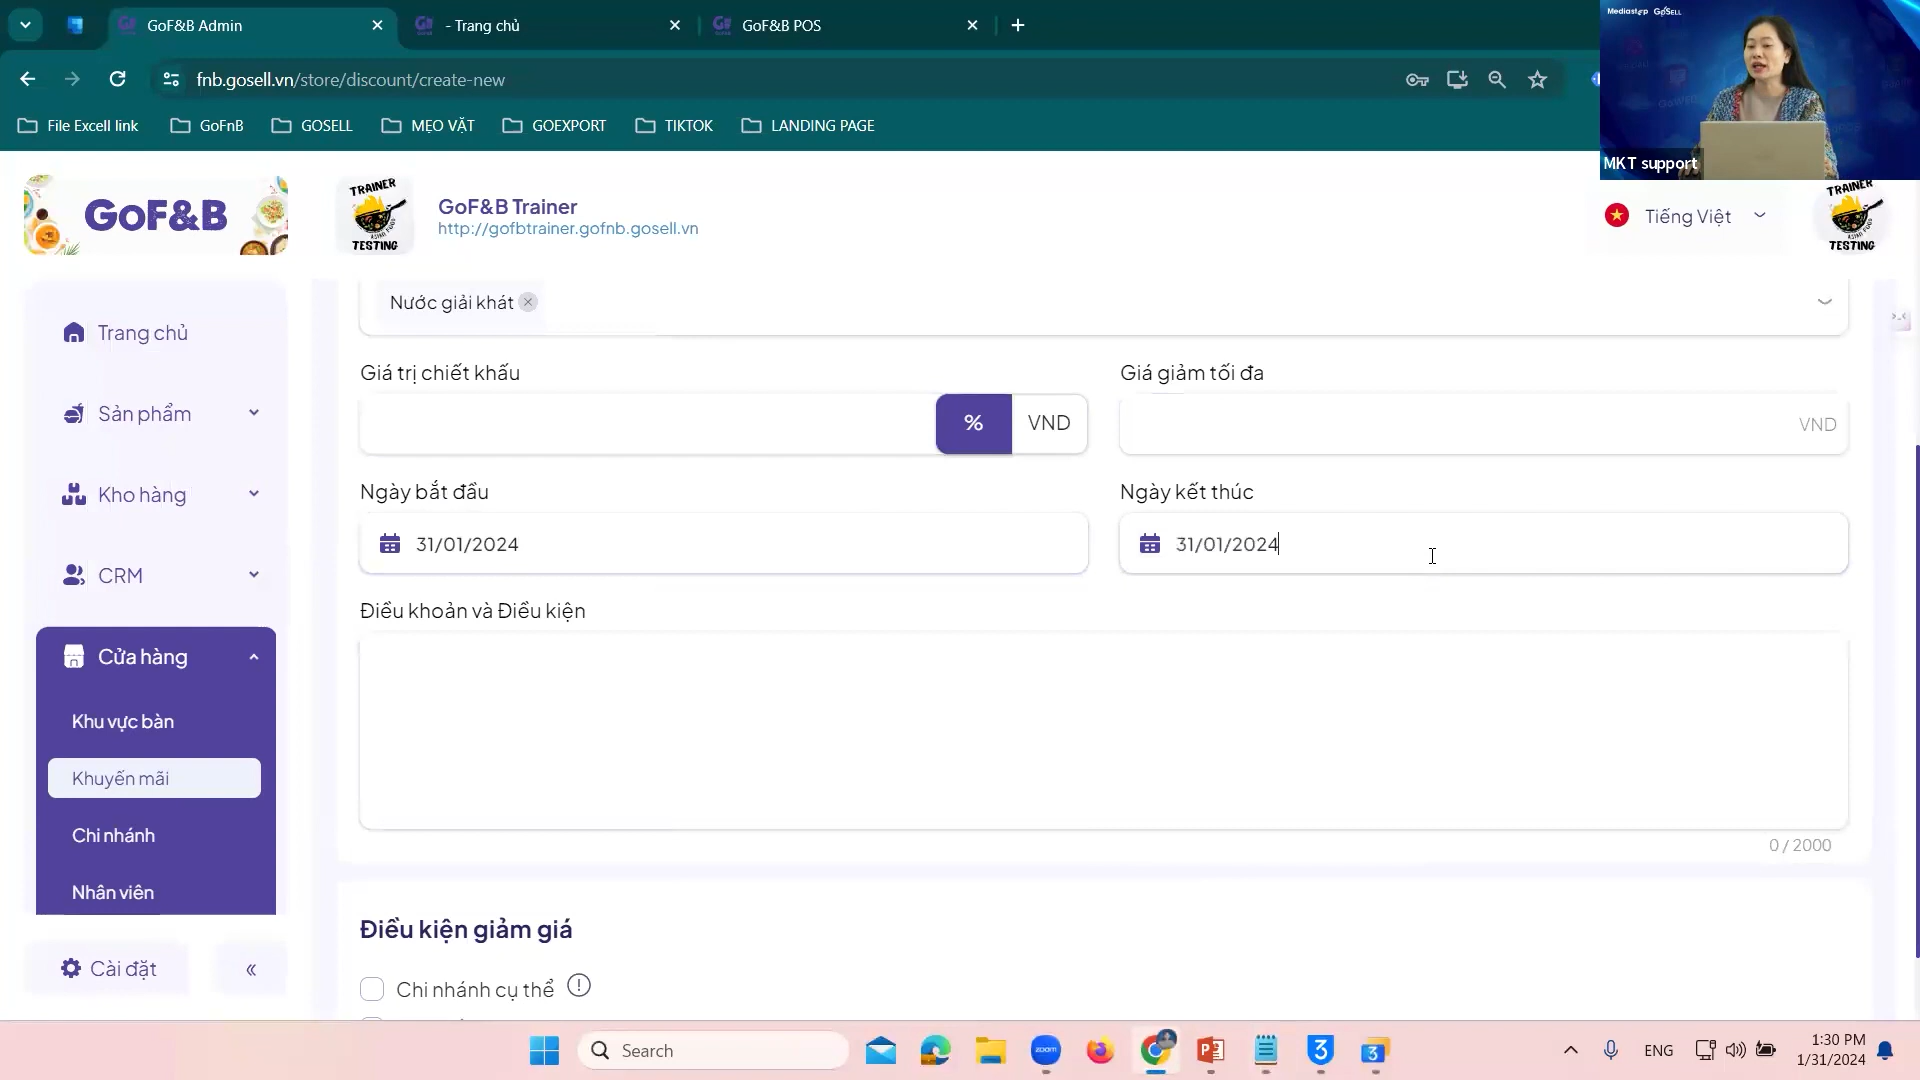 GoF&B Admin
- Trang chủ
GoF&B POS
Mediastep GoSELL
fnb.gosell.vn/store/discount/create-new
File Excell link
GoFnB
GOSELL
MẸO VẶT
GOEXPORT
TIKTOK
LANDING PAGE
MKT support
GoF&B
TRAINER
TESTING
GoF&B Trainer
http://gofbtrainer.gofnb.gosell.vn
Tiếng Việt
TRAINER
ASIAN FOOD
TESTING
Trang chủ
Sản phẩm
Kho hàng
CRM
Cửa hàng
Khu vực bàn
Khuyến mãi
Chi nhánh
Nhân viên
Cài đặt
«
Nước giải khát
Giá trị chiết khấu
% VND
Giá giảm tối đa
VND
Ngày bắt đầu
31/01/2024
Ngày kết thúc
31/01/2024
Điều khoản và Điều kiện
0 / 2000
Điều kiện giảm giá
Chi nhánh cụ thể
Search
zoom
ENG
1:30 PM
1/31/2024